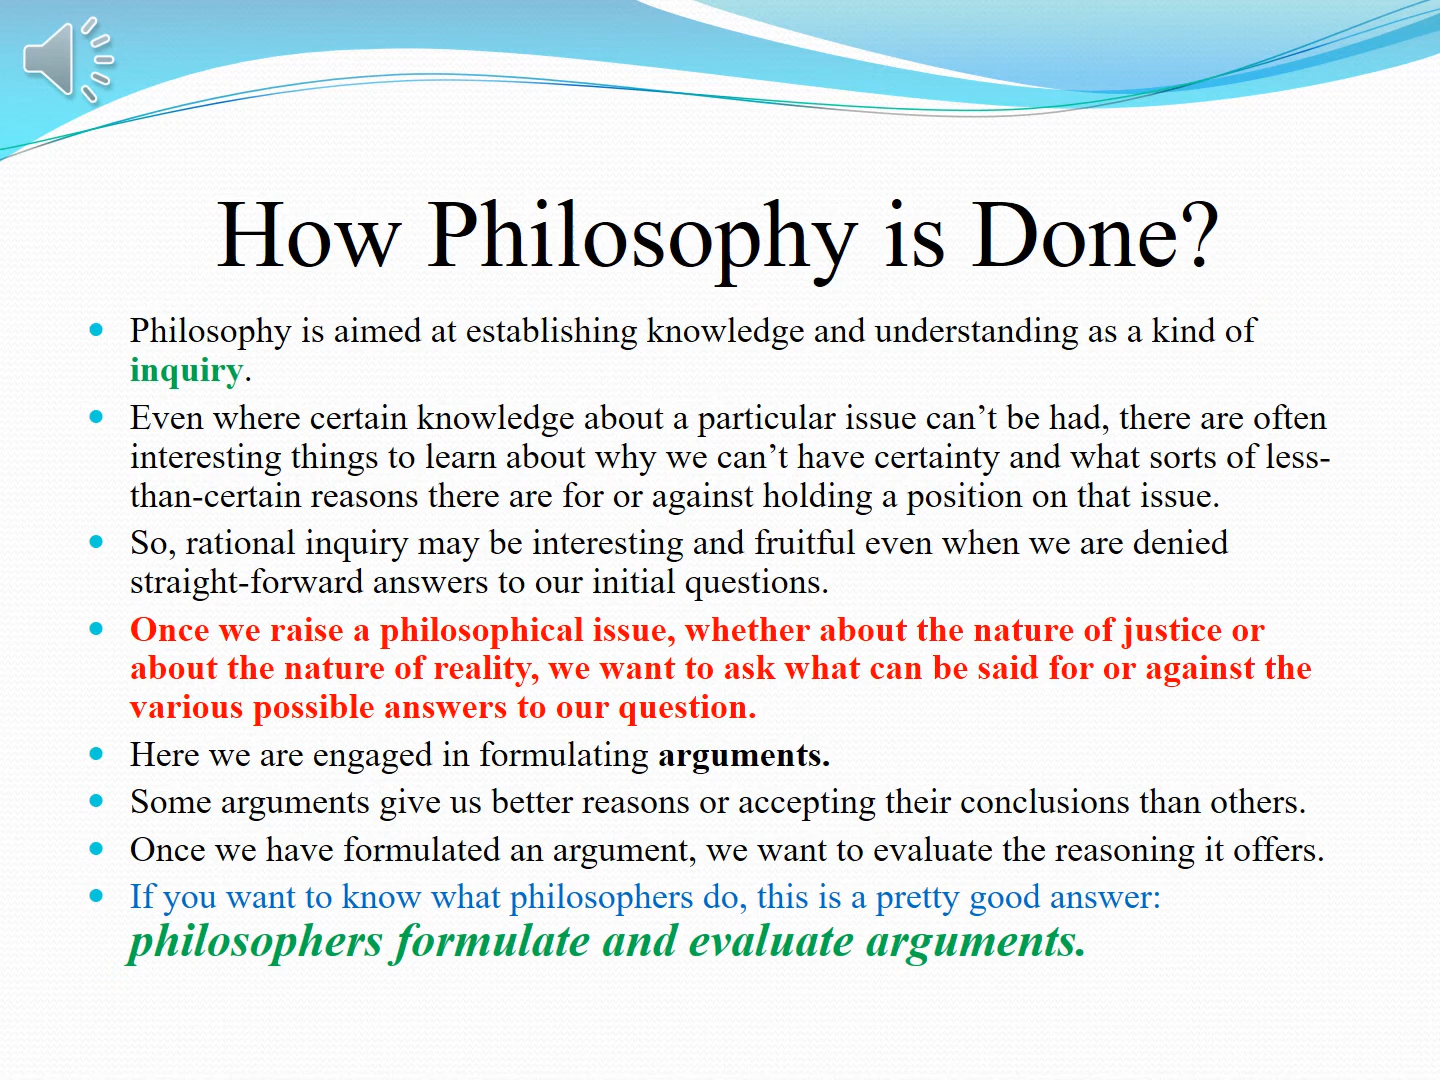 How Philosophy is Done?
Philosophy is aimed at establishing knowledge and understanding as a kind of
inquiry.
Even where certain knowledge about a particular issue can’t be had, there are often
interesting things to learn about why we can’t have certainty and what sorts of less-
than-certain reasons there are for or against holding a position on that issue.
So, rational inquiry may be interesting and fruitful even when we are denied
straight-forward answers to our initial questions.
Once we raise a philosophical issue, whether about the nature of justice or
about the nature of reality, we want to ask what can be said for or against the
various possible answers to our question.
Here we are engaged in formulating arguments.
Some arguments give us better reasons or accepting their conclusions than others.
Once we have formulated an argument, we want to evaluate the reasoning it offers.
If you want to know what philosophers do, this is a pretty good answer:
philosophers formulate and evaluate arguments.